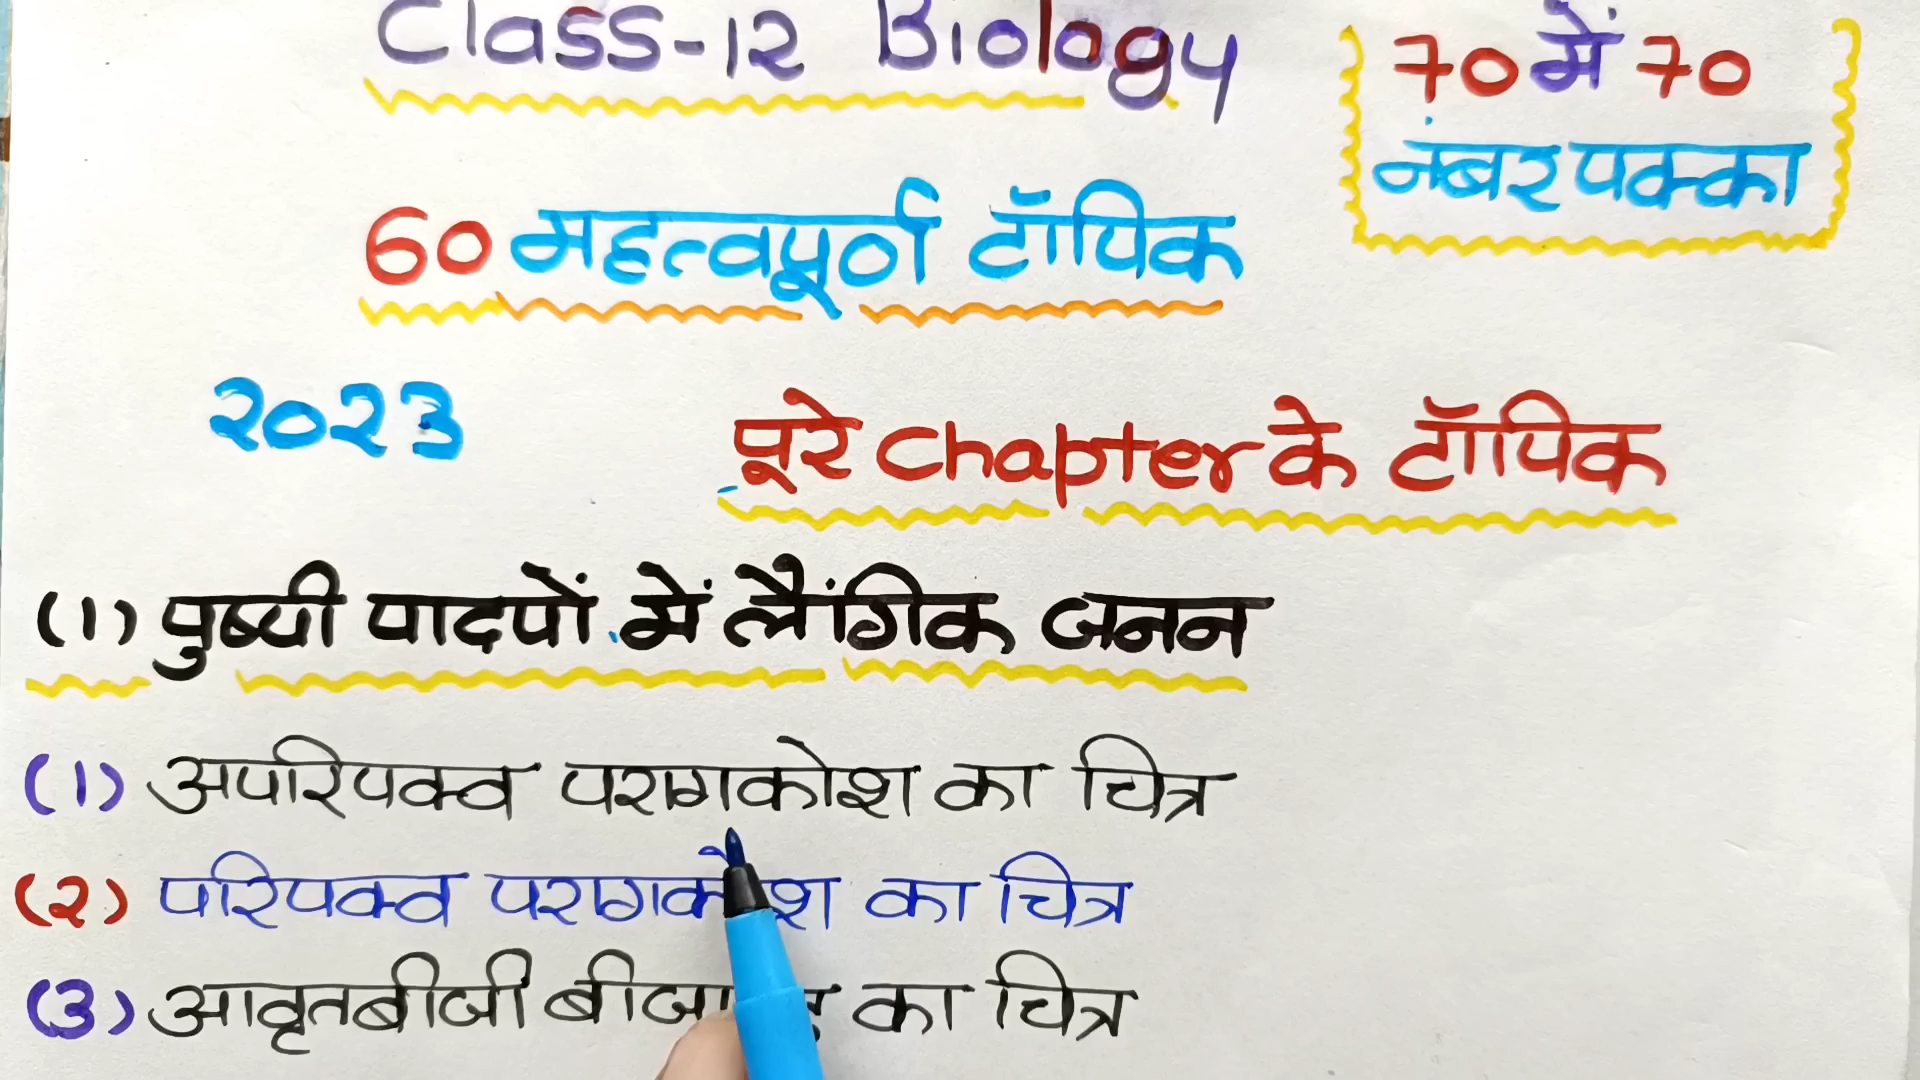 Class-12 Biology
70 में 70
नंबर पक्का
60 महत्वपूर्ण टॉपिक
2023
पूरे Chapter के टॉपिक
(1) पुष्पी पादपों में लैंगिक जनन
(1) अपरिपक्व परागकोश का चित्र
(2) परिपक्व परागकोश का चित्र
(3) आवृतबीजी का चित्र